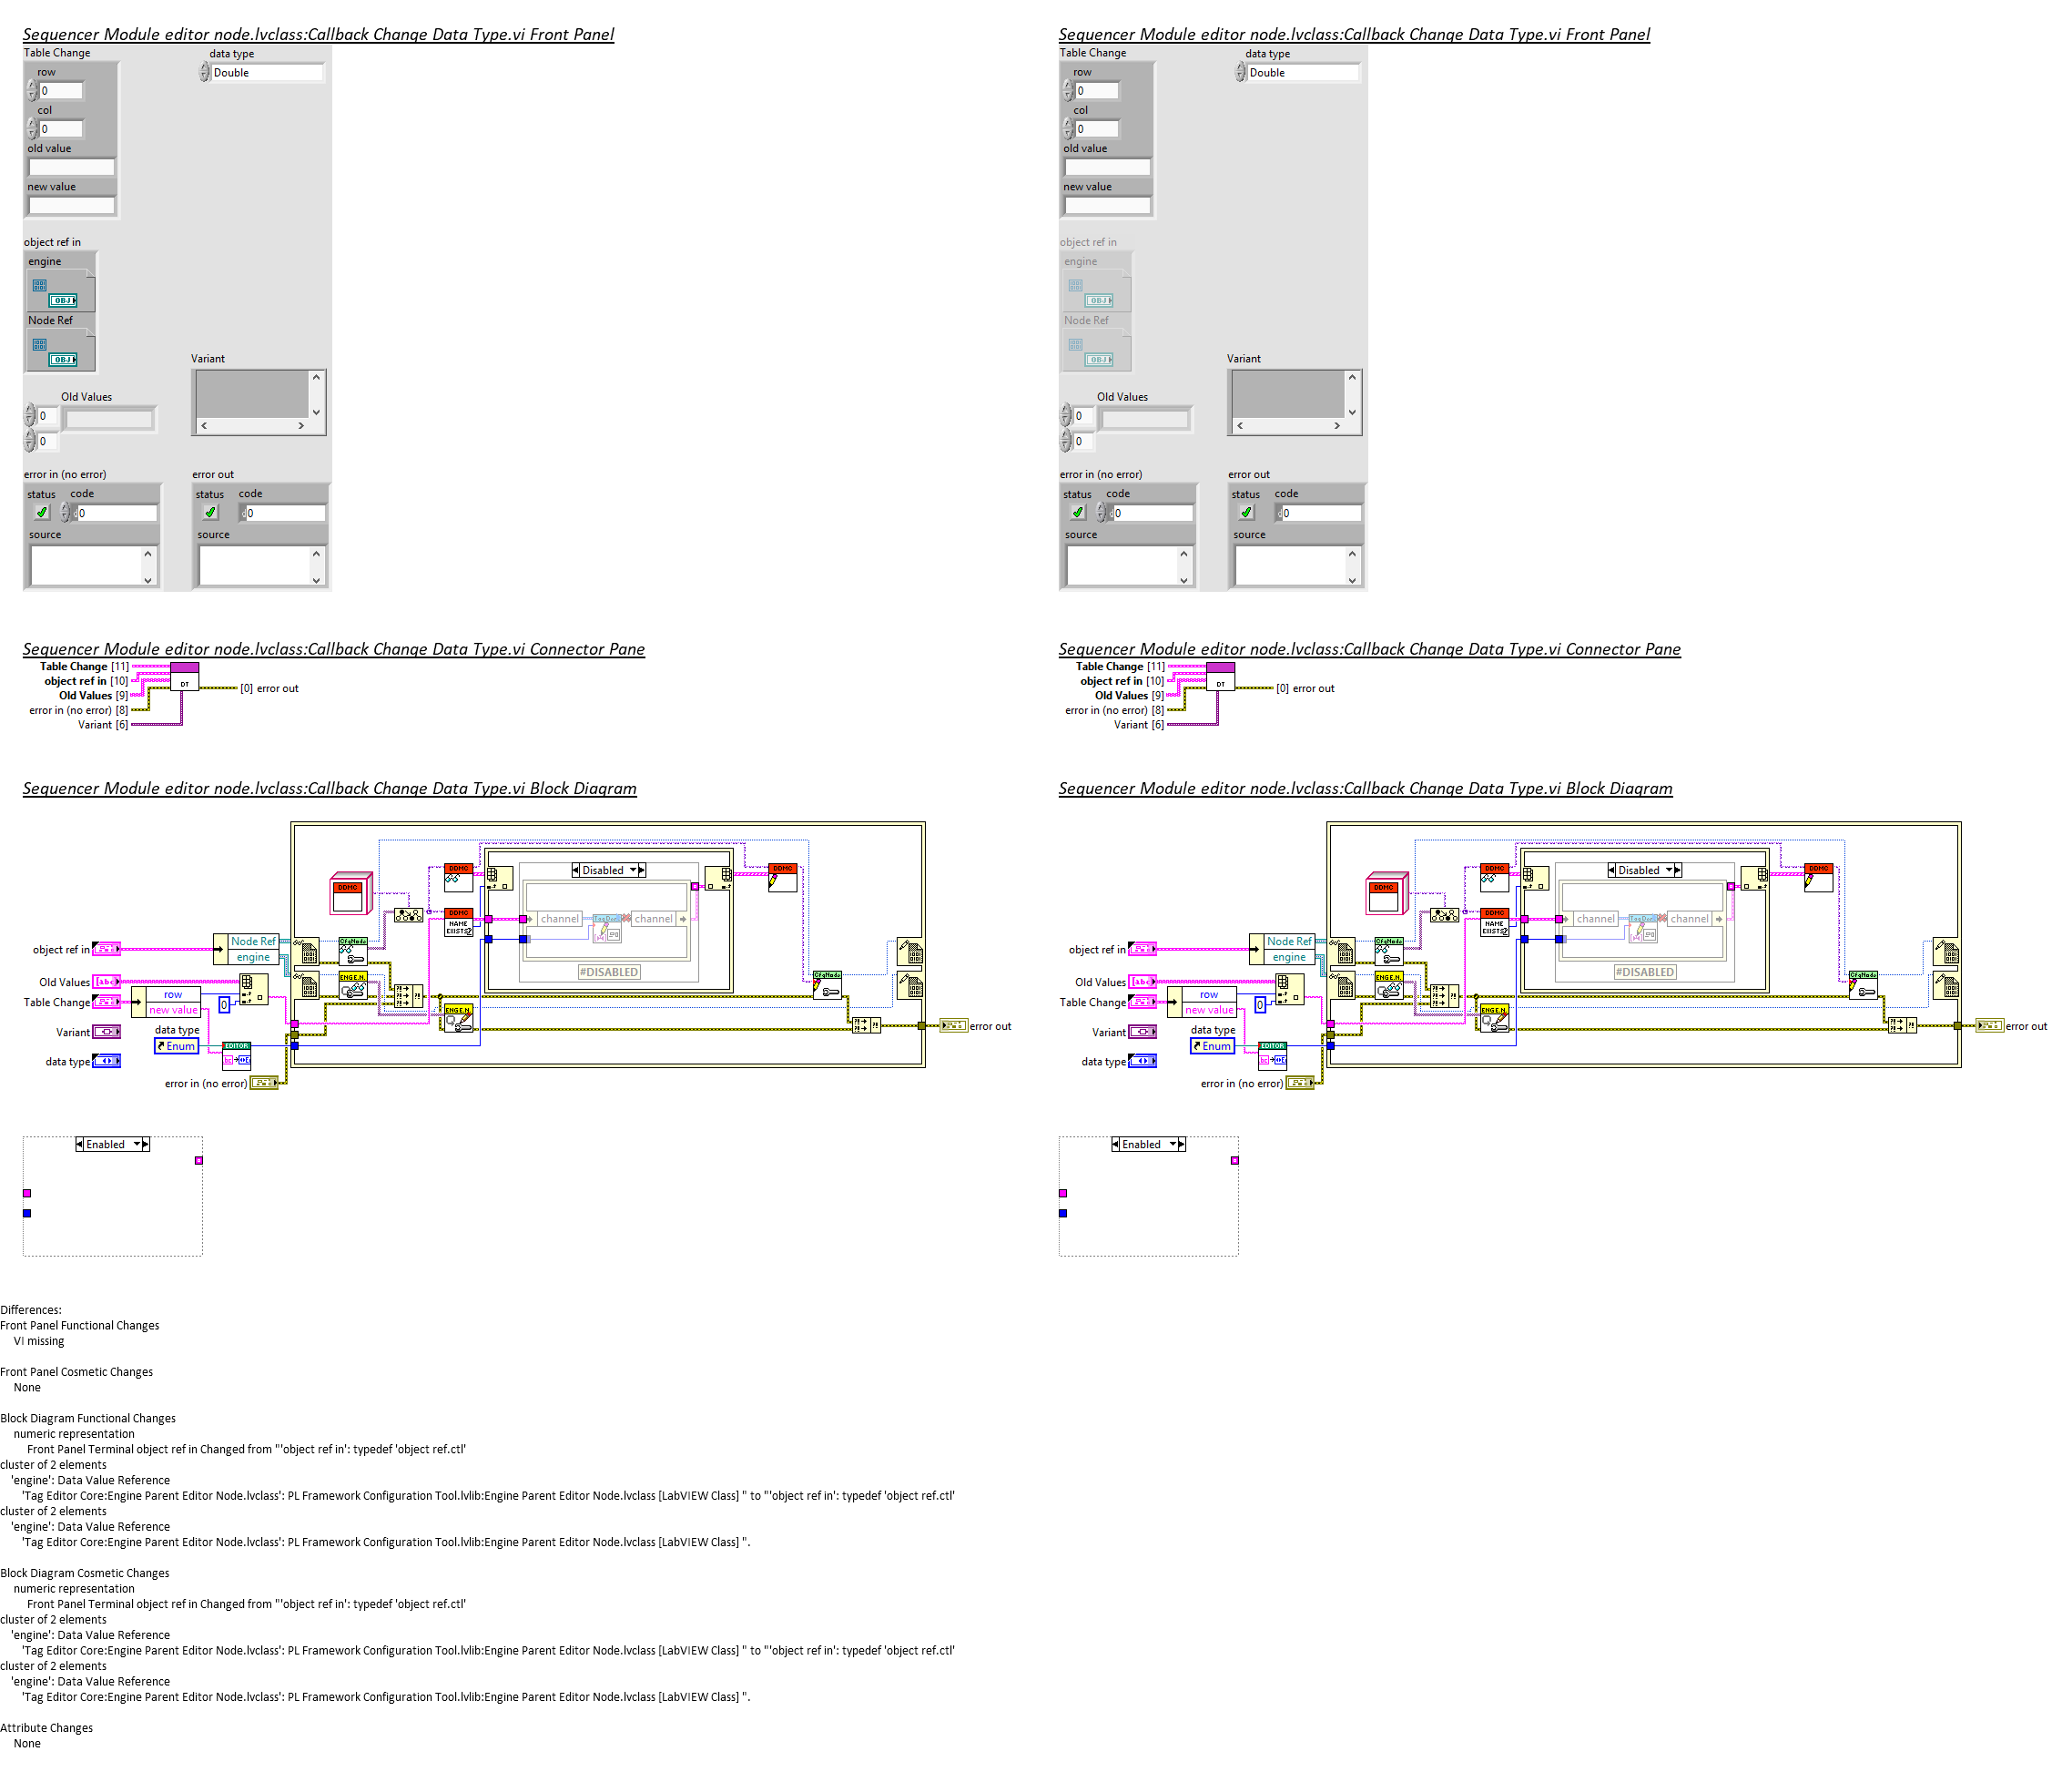 Sequencer Module editor node.lvclass:Callback Change Data Type.vi Front Panel
Table Change
data type
row
Double
0
col
0
old value
new value
object ref in
engine
OBJ
Node Ref
OBJ
Variant
Old Values
0
0
error in (no error)
error out
status code
status code
0
0
source
source
Sequencer Module editor node.lvclass:Callback Change Data Type.vi Front Panel
Table Change
data type
row
Double
0
col
0
old value
new value
object ref in
engine
OBJ
Node Ref
OBJ
Variant
Old Values
0
0
error in (no error)
error out
status code
status code
0
0
source
source
Sequencer Module editor node.lvclass:Callback Change Data Type.vi Connector Pane
Table Change [11]
object ref in [10]
Old Values [9]
error in (no error) [8]
Variant [6]
DT
[0] error out
Sequencer Module editor node.lvclass:Callback Change Data Type.vi Connector Pane
Table Change [11]
object ref in [10]
Old Values [9]
error in (no error) [8]
Variant [6]
DT
[0] error out
Sequencer Module editor node.lvclass:Callback Change Data Type.vi Block Diagram
Disabled
DDMC
DDMC
DDMC
DDMC
NAME
EXISTS?
channel
channel
#DISABLED
object ref in
Node Ref
engine
CfgNode
ENGE.N.
CfgNode
ENGE.N.
Old Values
Table Change
row
new value
0
Variant
data type
Enum
EDITOR
data type
error in (no error)
error out
Enabled
Sequencer Module editor node.lvclass:Callback Change Data Type.vi Block Diagram
Disabled
DDMC
DDMC
DDMC
DDMC
NAME
EXISTS?
channel
channel
#DISABLED
object ref in
Node Ref
engine
CfgNode
ENGE.N.
CfgNode
ENGE.N.
Old Values
Table Change
row
new value
0
Variant
data type
Enum
EDITOR
data type
error in (no error)
error out
Enabled
Differences:
Front Panel Functional Changes
VI missing
Front Panel Cosmetic Changes
None
Block Diagram Functional Changes
numeric representation
Front Panel Terminal object ref in Changed from "'object ref in': typedef 'object ref.ctl'
cluster of 2 elements
'engine': Data Value Reference
'Tag Editor Core:Engine Parent Editor Node.lvclass': PL Framework Configuration Tool.lvlib:Engine Parent Editor Node.lvclass [LabVIEW Class] " to "'object ref in': typedef 'object ref.ctl'
cluster of 2 elements
'engine': Data Value Reference
'Tag Editor Core:Engine Parent Editor Node.lvclass': PL Framework Configuration Tool.lvlib:Engine Parent Editor Node.lvclass [LabVIEW Class] ".
Block Diagram Cosmetic Changes
numeric representation
Front Panel Terminal object ref in Changed from "'object ref in': typedef 'object ref.ctl'
cluster of 2 elements
'engine': Data Value Reference
'Tag Editor Core:Engine Parent Editor Node.lvclass': PL Framework Configuration Tool.lvlib:Engine Parent Editor Node.lvclass [LabVIEW Class] " to "'object ref in': typedef 'object ref.ctl'
cluster of 2 elements
'engine': Data Value Reference
'Tag Editor Core:Engine Parent Editor Node.lvclass': PL Framework Configuration Tool.lvlib:Engine Parent Editor Node.lvclass [LabVIEW Class] ".
Attribute Changes
None